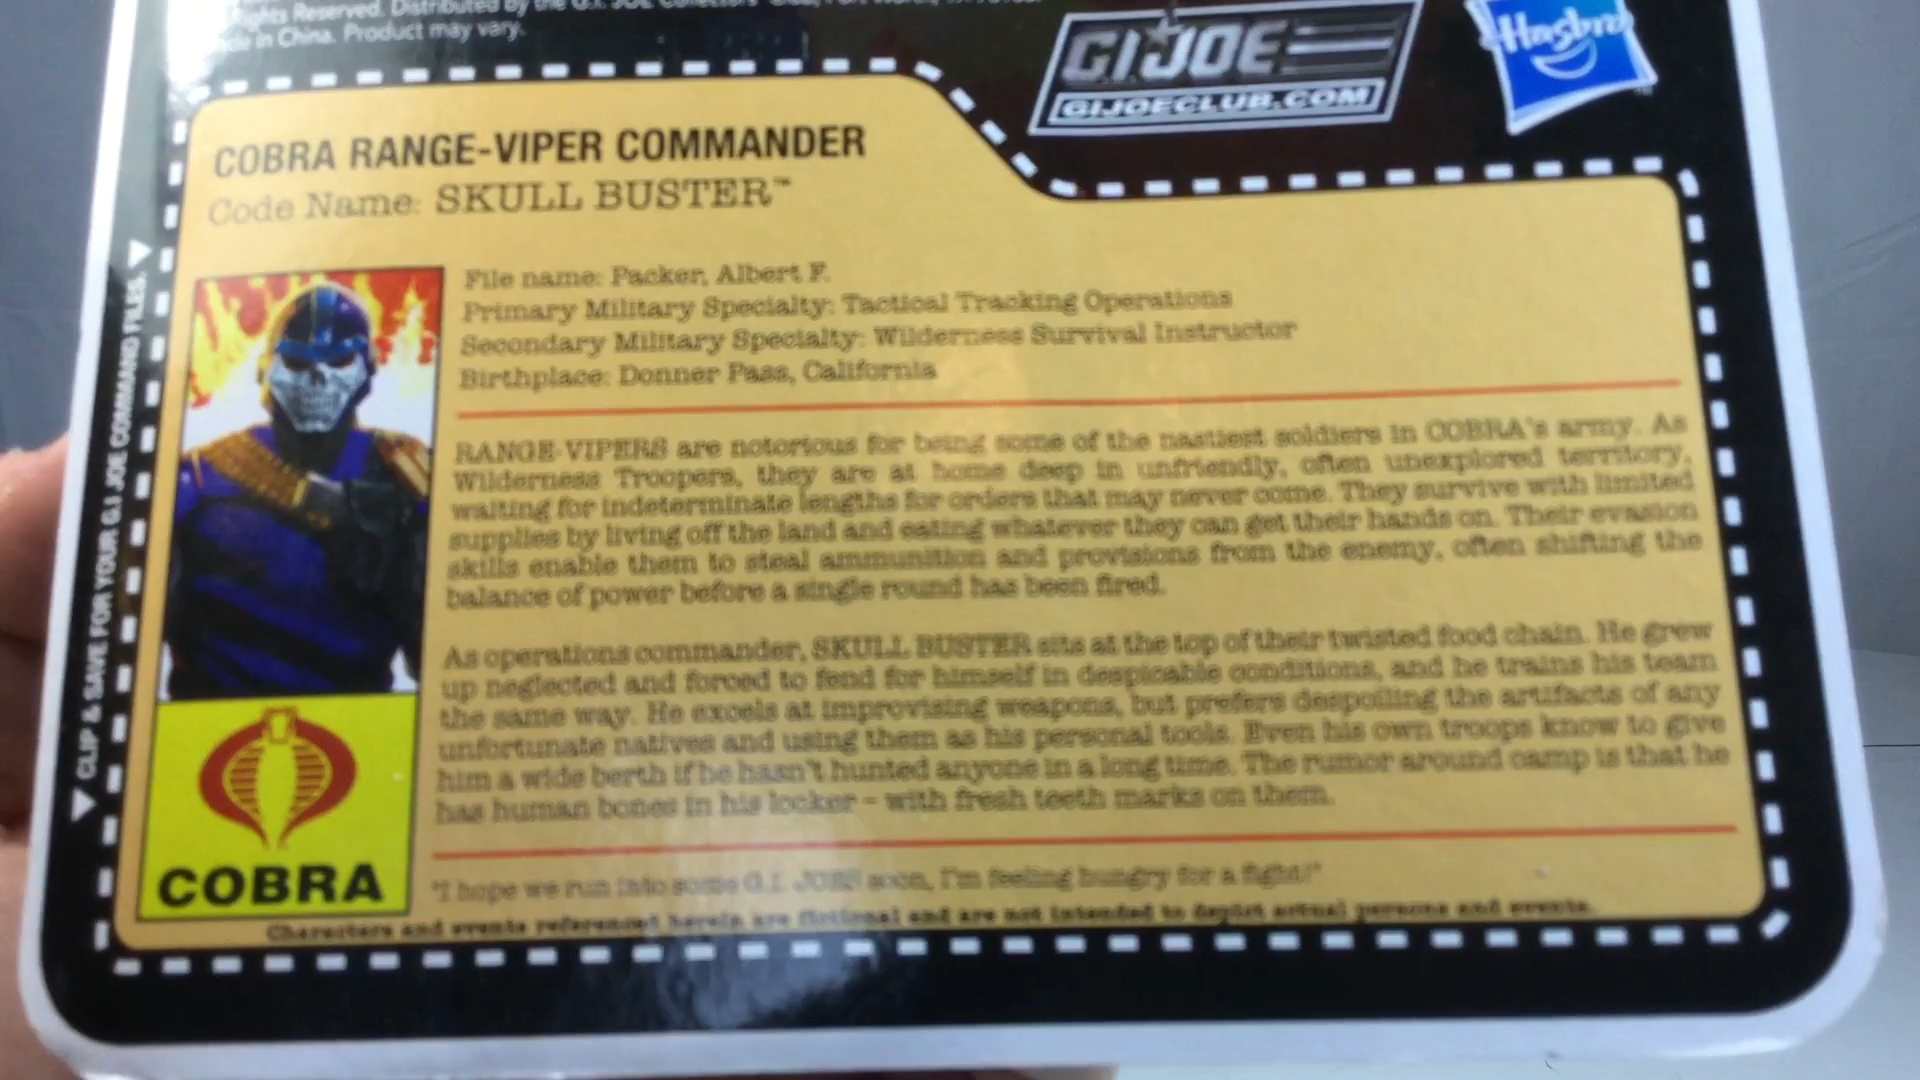 ights Reserved. Distributed by the G.I. JOE Collectors' Club, Fort Worth, TX
de in China. Product may vary.
GI JOE
GIJOECLUB.COM
Hasbro
COBRA RANGE-VIPER COMMANDER
Code Name: SKULL BUSTER™
CLIP & SAVE FOR YOUR G.I. JOE COMMAND FILES.
File name: Packer, Albert F.
Primary Military Specialty: Tactical Tracking Operations
Secondary Military Specialty: Wilderness Survival Instructor
Birthplace: Donner Pass, California
RANGE-VIPERS are notorious for being some of the nastiest soldiers in COBRA's army. As
Wilderness Troopers, they are at home deep in unfriendly, often unexplored territory,
waiting for indeterminate lengths for orders that may never come. They survive with limited
supplies by living off the land and eating whatever they can get their hands on. Their evasion
skills enable them to steal ammunition and provisions from the enemy, often shifting the
balance of power before a single round has been fired.
As operations commander, SKULL BUSTER sits at the top of their twisted food chain. He grew
up neglected and forced to fend for himself in despicable conditions, and he trains his team
the same way. He excels at improvising weapons, but prefers despoiling the artifacts of any
unfortunate natives and using them as his personal tools. Even his own troops know to give
him a wide berth if he hasn't hunted anyone in a long time. The rumor around camp is that he
has human bones in his locker – with fresh teeth marks on them.
"I hope we run into some G.I. JOES soon, I'm feeling hungry for a fight!"
COBRA
Characters and events referenced herein are fictional and are not intended to depict actual persons and events.